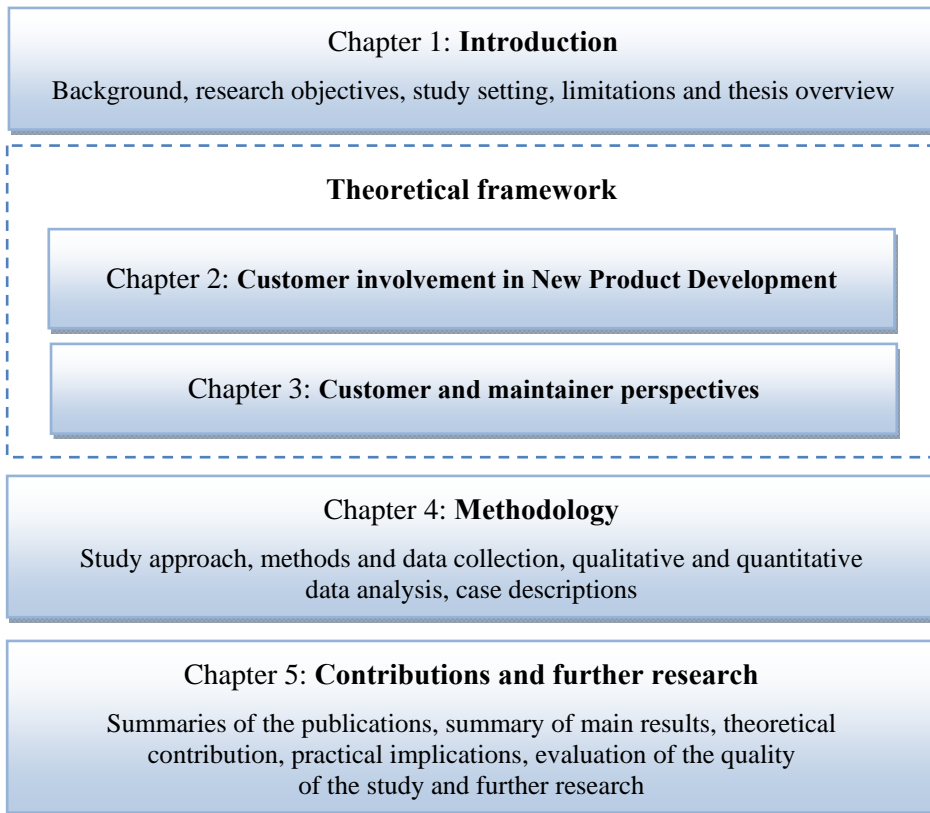 Chapter 1: Introduction
Background, research objectives, study setting, limitations and thesis overview
Theoretical framework
Chapter 2: Customer involvement in New Product Development
Chapter 3: Customer and maintainer perspectives
Chapter 4: Methodology
Study approach, methods and data collection, qualitative and quantitative
data analysis, case descriptions
Chapter 5: Contributions and further research
Summaries of the publications, summary of main results, theoretical
contribution, practical implications, evaluation of the quality
of the study and further research